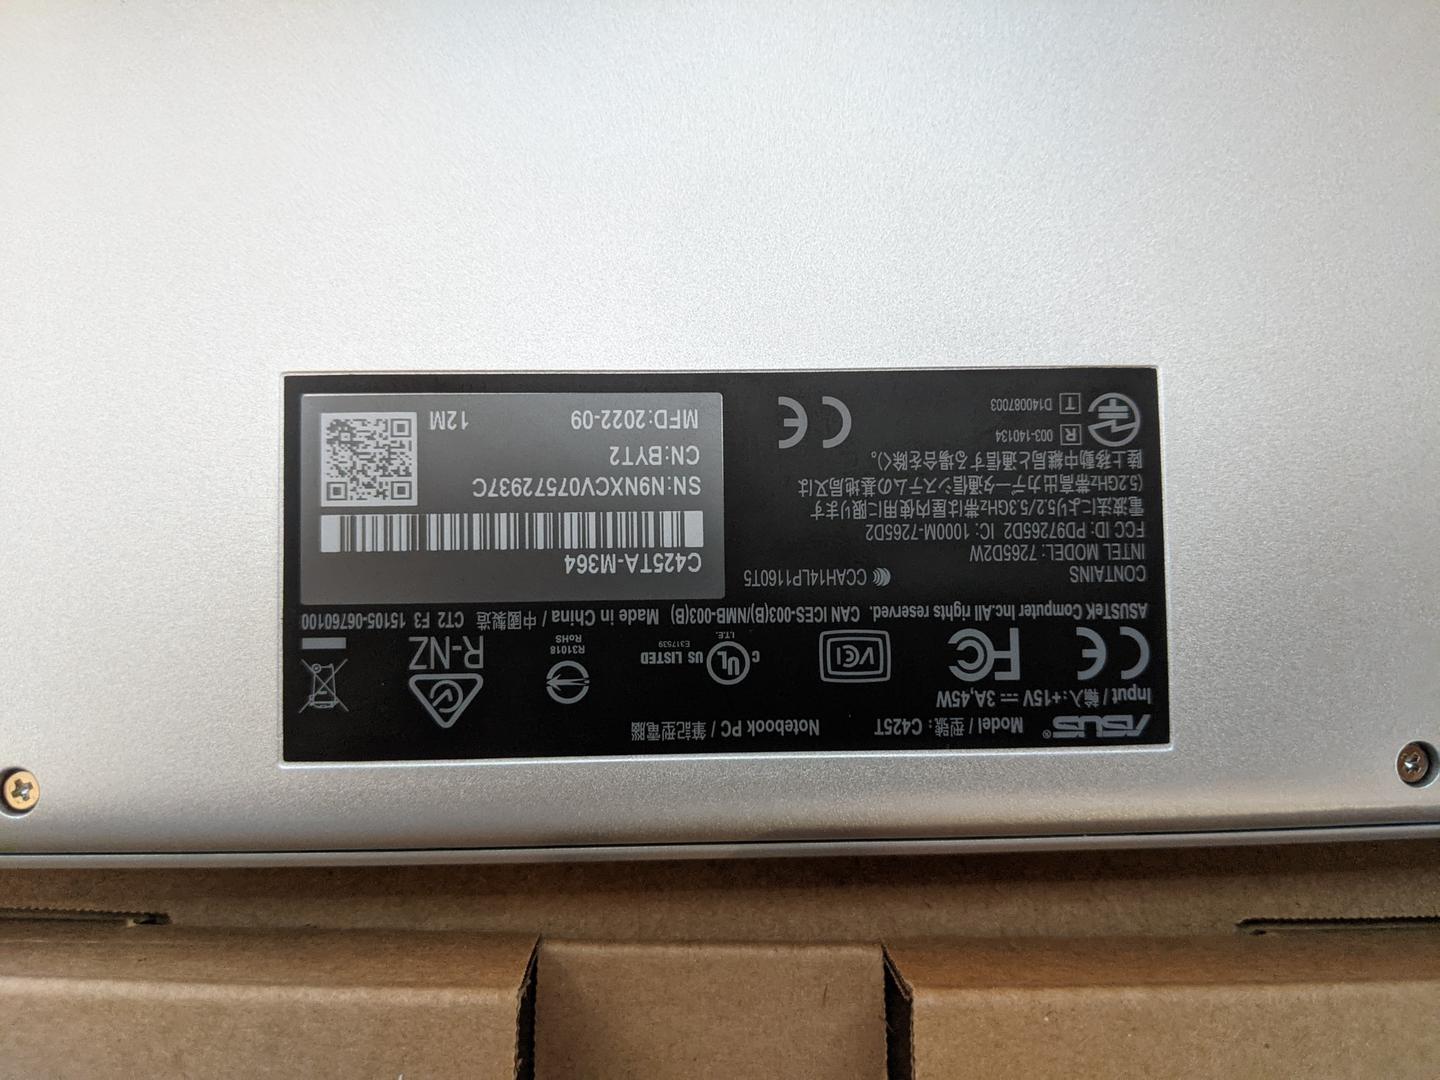 ASUS® Model / 型號 : C425T Notebook PC / 筆記型電腦
Input / 輸入:+15V ⎓ 3A,45W
CE FC VCI
C UL US LISTED
I.T.E.
E317539
R31018
RoHS
R-NZ
ASUSTeK Computer Inc.All rights reserved. CAN ICES-003(B)/NMB-003(B) Made in China / 中國製造 CT2 F3 15105-06760100
CONTAINS
INTEL MODEL: 7265D2W
CCAH14LP1160T5
FCC ID: PD97265D2 IC: 1000M-7265D2
電波法により5.2/5.3GHz帯は屋内使用に限ります
(5.2GHz帯高出力データ通信システムの基地局又は
陸上移動中継局と通信する場合を除く)。
R 003-140134
T D140087003
CE
C425TA-M364
SN:N9NXCV07572937C
CN:BYT2
MFD:2022-09 12M